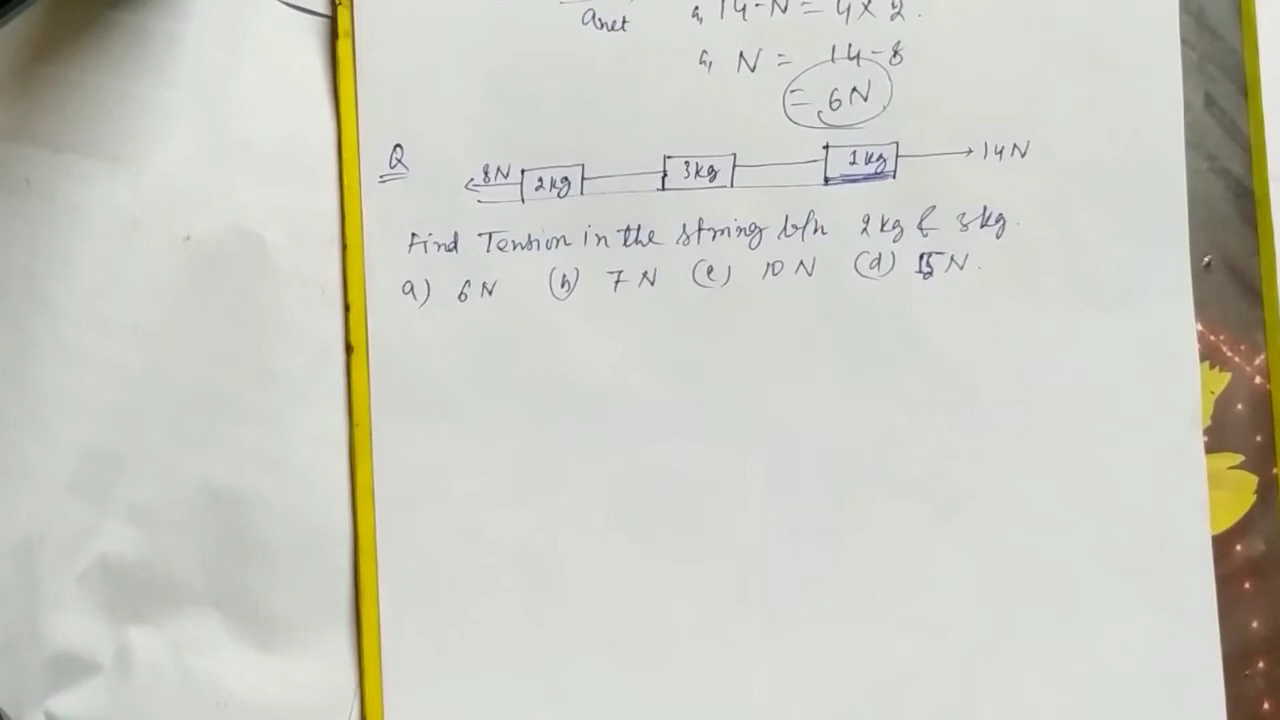 a, 14-N = 4 x 2.
anet
a, N = 14-8
= 6N
Q
8N 2kg 3kg 1kg 14N
Find Tension in the string b/n 2kg & 3kg.
a) 6N (b) 7N (c) 10N (d) 15N.